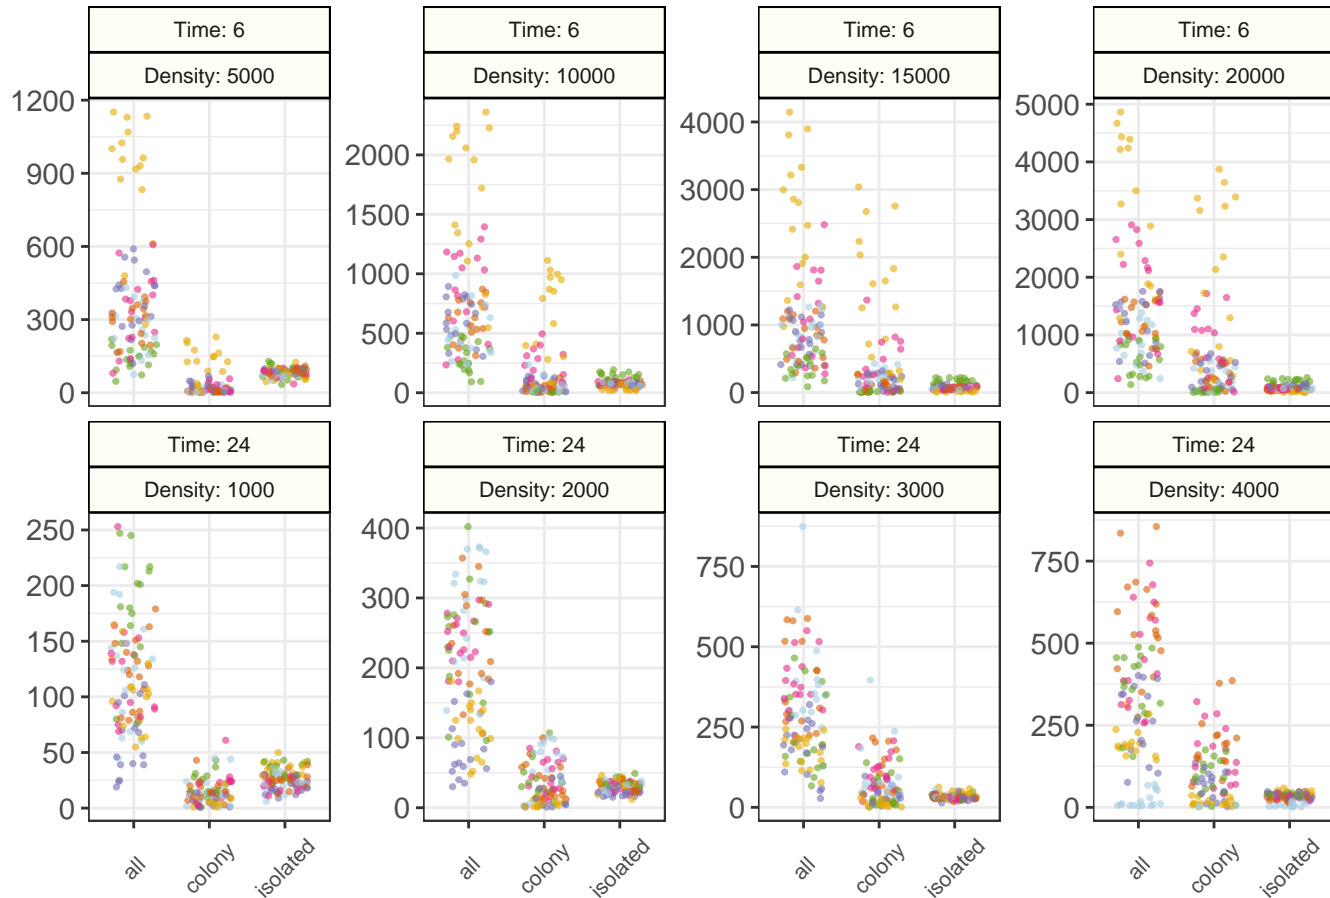 Time: 6
Time: 6
Time: 6
Time: 6
Density: 5000
Density: 10000
Density: 15000
Density: 20000
1200
900
600
300
0
2000
1500
1000
500
0
4000
3000
2000
1000
0
5000
4000
3000
2000
1000
0
Time: 24
Time: 24
Time: 24
Time: 24
Density: 1000
Density: 2000
Density: 3000
Density: 4000
250
200
150
100
50
0
400
300
200
100
0
750
500
250
0
750
500
250
0
all
colony
isolated
all
colony
isolated
all
colony
isolated
all
colony
isolated